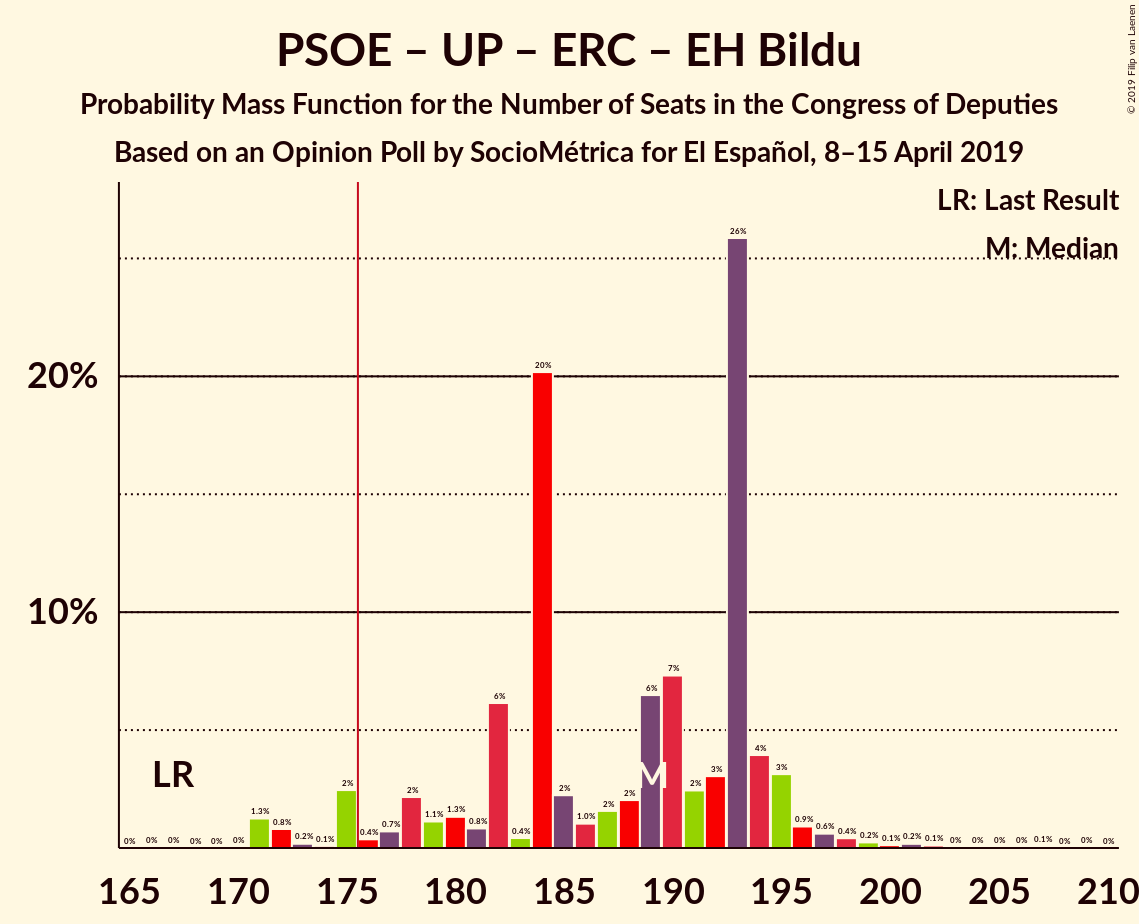 PSOE – UP – ERC – EH Bildu
Probability Mass Function for the Number of Seats in the Congress of Deputies
Based on an Opinion Poll by SocioMétrica for El Español, 8–15 April 2019
© 2019 Filip van Laenen
LR: Last Result
M: Median
20%
10%
LR
M
0% 0% 0% 0% 0% 0% 1.3% 0.8% 0.2% 0.1% 2% 0.4% 0.7% 2% 1.1% 1.3% 0.8% 6% 0.4% 20% 2% 1.0% 2% 2% 6% 7% 2% 3% 26% 4% 3% 0.9% 0.6% 0.4% 0.2% 0.1% 0.2% 0.1% 0% 0% 0% 0% 0.1% 0% 0% 0%
165 170 175 180 185 190 195 200 205 210